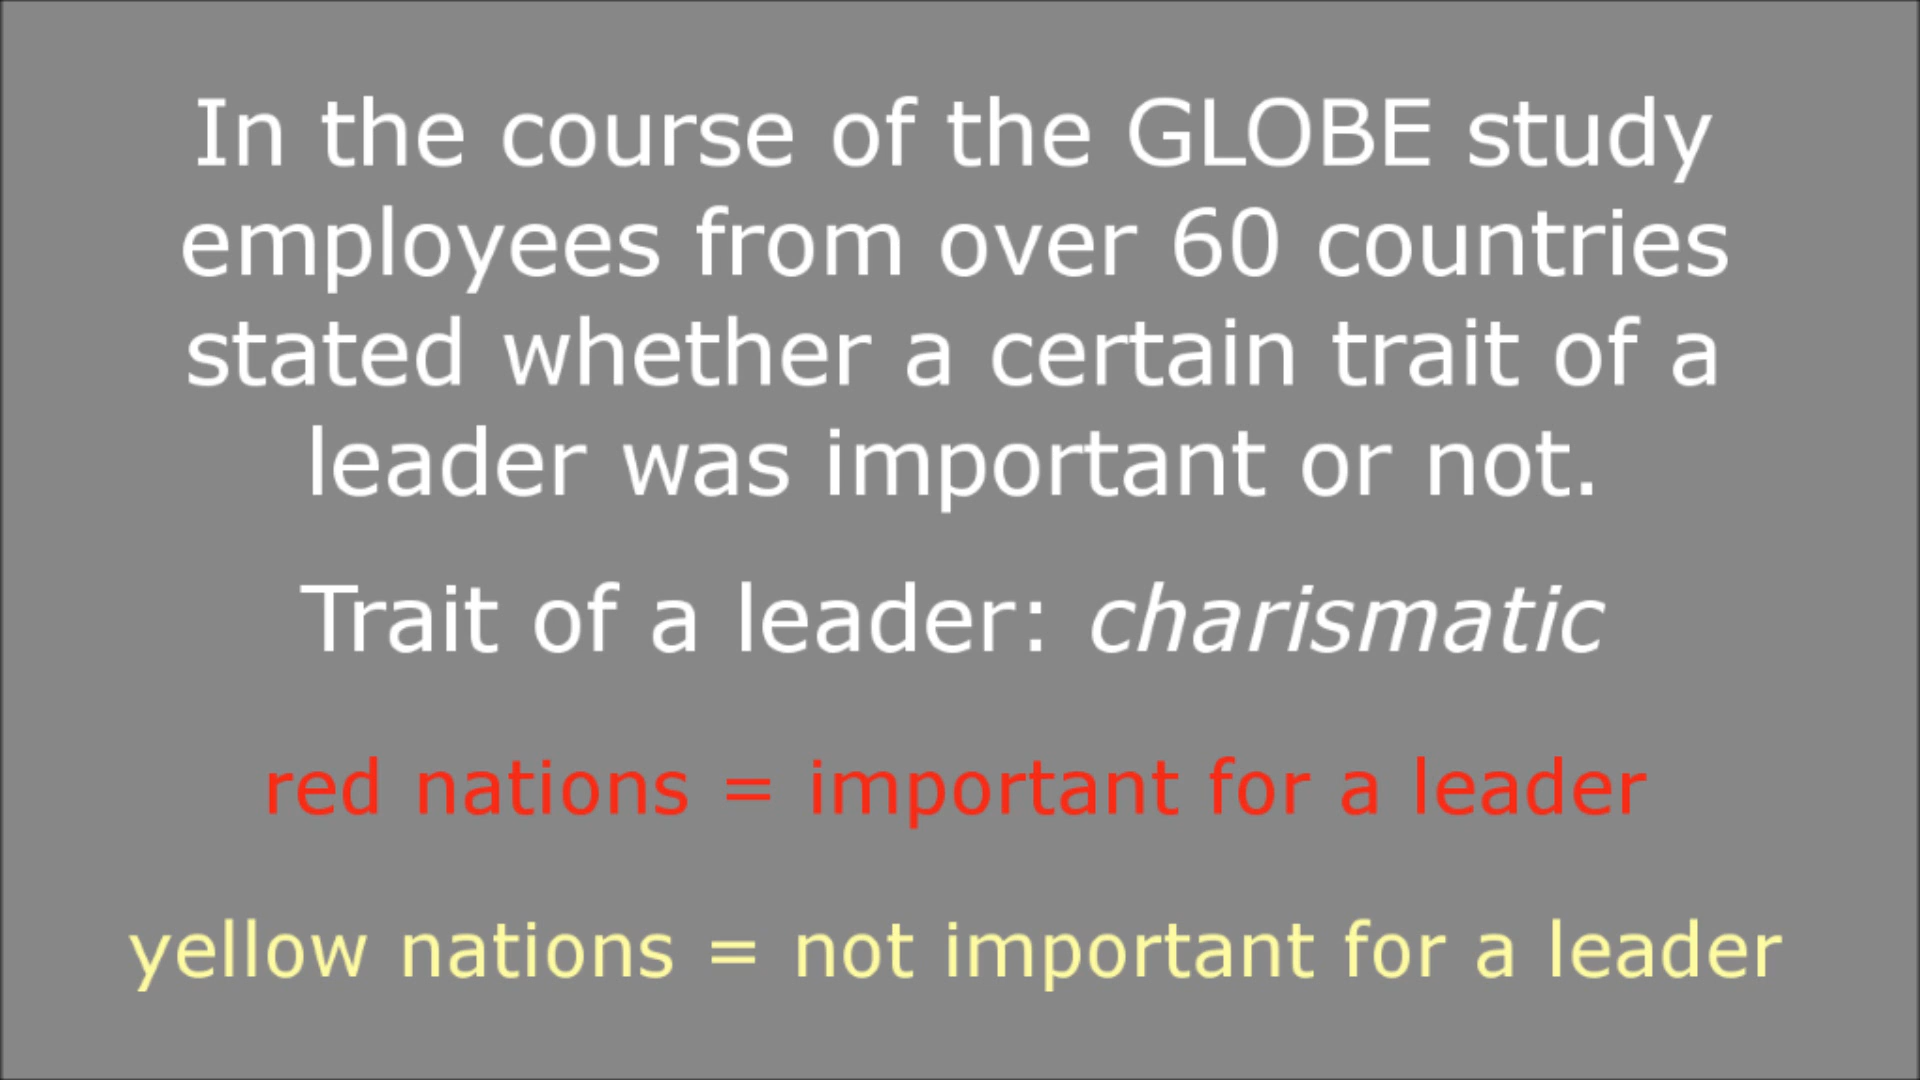 In the course of the GLOBE study
employees from over 60 countries
stated whether a certain trait of a
leader was important or not.
Trait of a leader: charismatic
red nations = important for a leader
yellow nations = not important for a leader